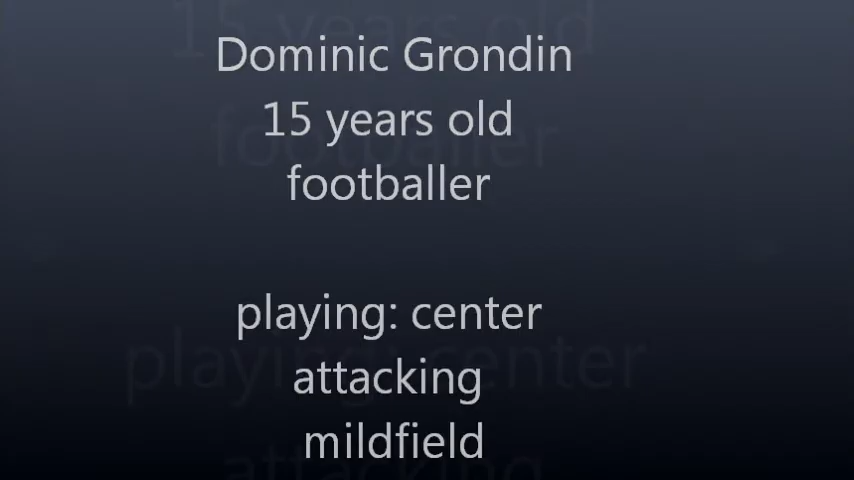 Dominic Grondin
15 years old
footballer
playing: center
attacking
mildfield